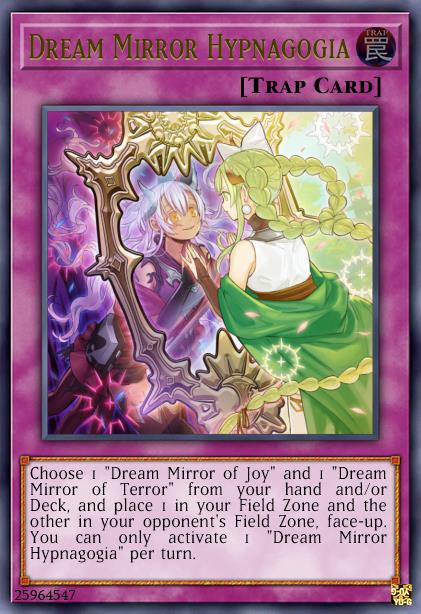 Dream Mirror Hypnagogia
TRAP
罠
[Trap Card]
Choose 1 "Dream Mirror of Joy" and 1 "Dream
Mirror of Terror" from your hand and/or
Deck, and place 1 in your Field Zone and the
other in your opponent's Field Zone, face-up.
You can only activate 1 "Dream Mirror
Hypnagogia" per turn.
25964547